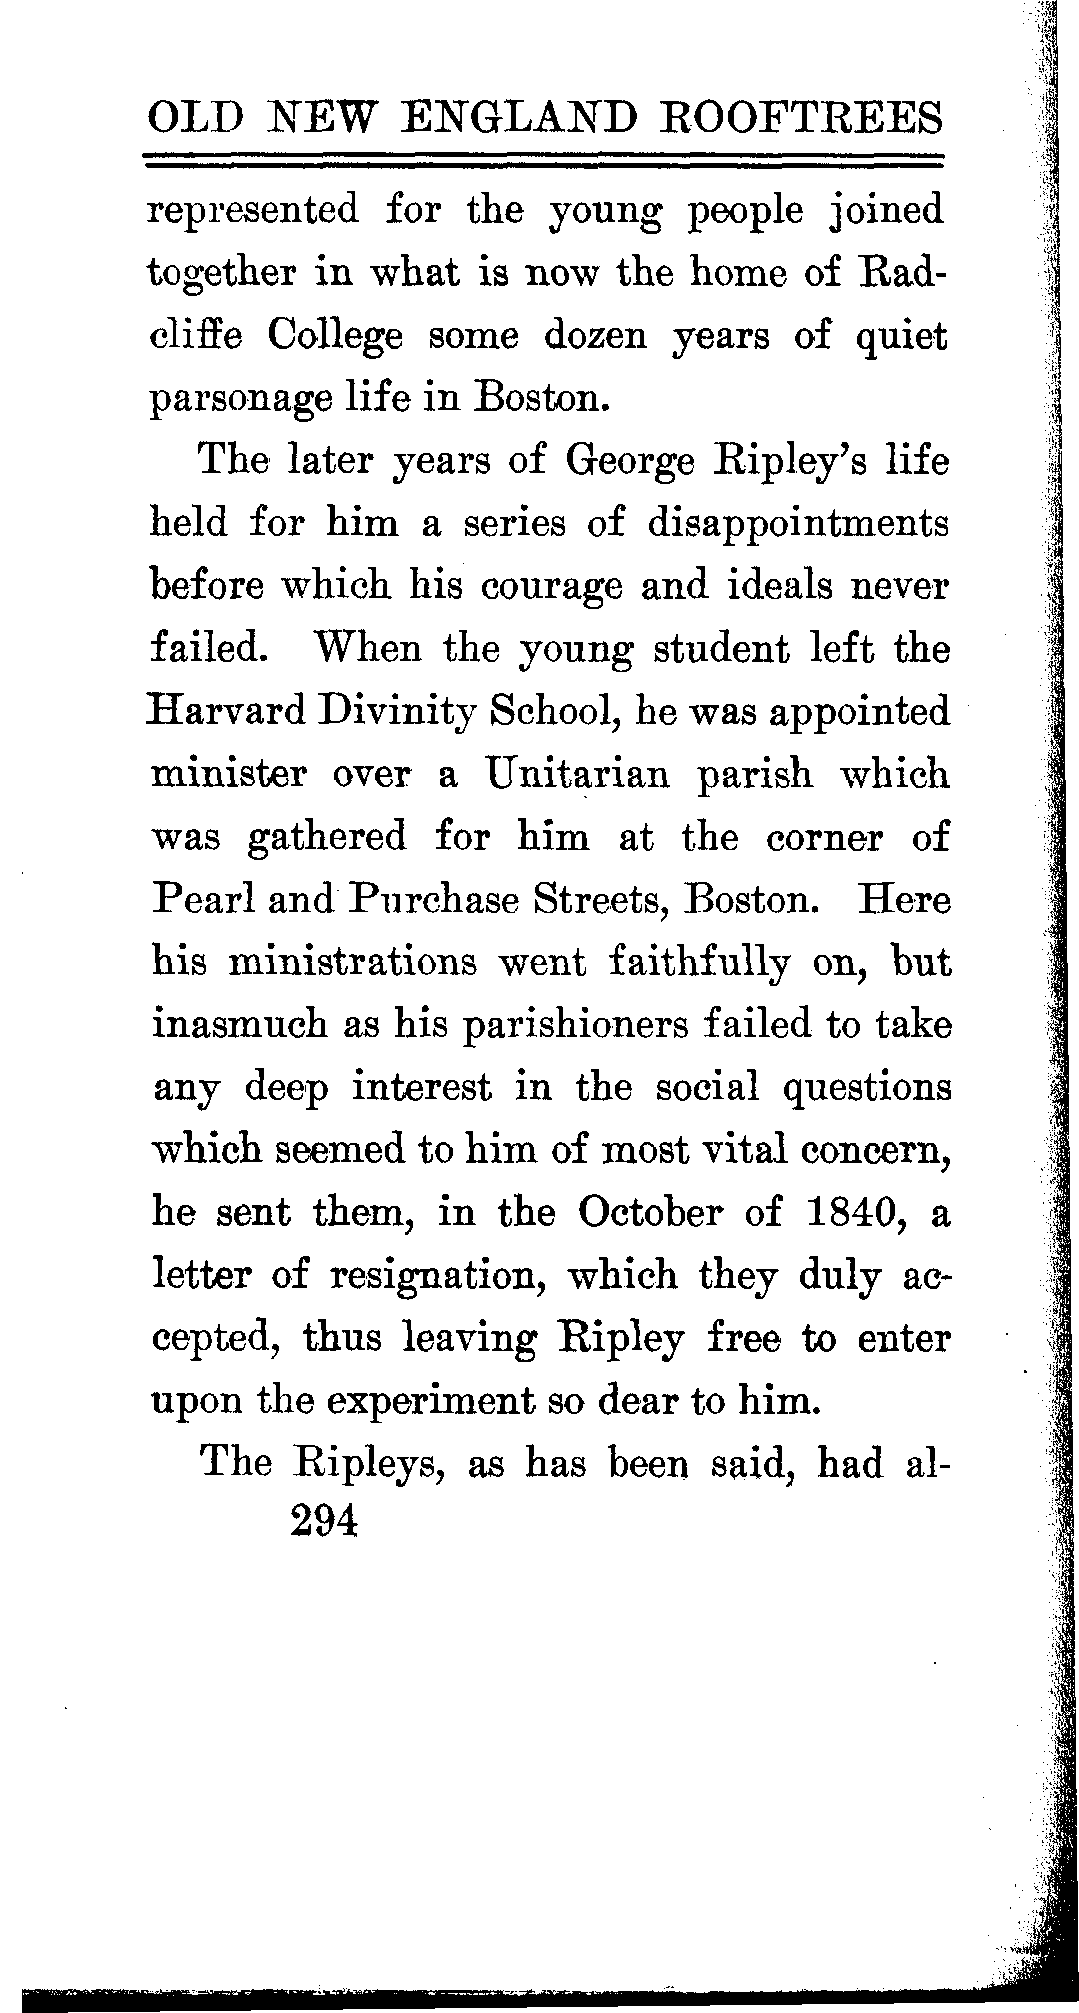 OLD NEW ENGLAND ROOFTREES
represented for the young people joined
together in what is now the home of Rad-
cliffe College some dozen years of quiet
parsonage life in Boston.
The later years of George Ripley's life
held for him a series of disappointments
before which his courage and ideals never
failed. When the young student left the
Harvard Divinity School, he was appointed
minister over a Unitarian parish which
was gathered for him at the corner of
Pearl and Purchase Streets, Boston. Here
his ministrations went faithfully on, but
inasmuch as his parishioners failed to take
any deep interest in the social questions
which seemed to him of most vital concern,
he sent them, in the October of 1840, a
letter of resignation, which they duly ac-
cepted, thus leaving Ripley free to enter
upon the experiment so dear to him.
The Ripleys, as has been said, had al-
294